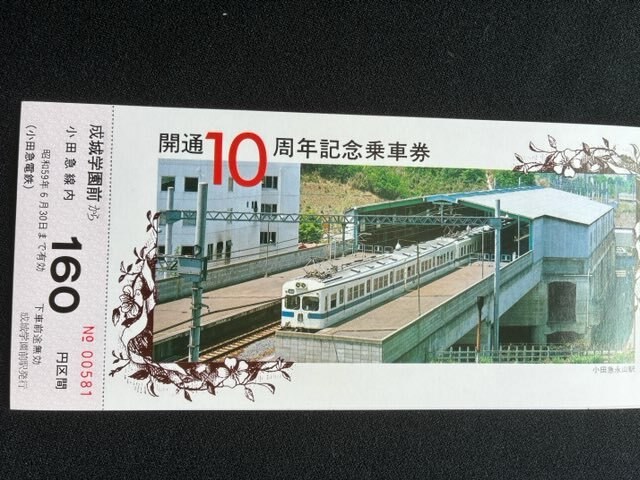 開通10周年記念乗車券
成城学園前から
小田急線内 160 円区間
昭和59年6月30日まで有効 下車前途無効
(小田急電鉄) 成城学園前駅発行
№ 00581
小田急永山駅